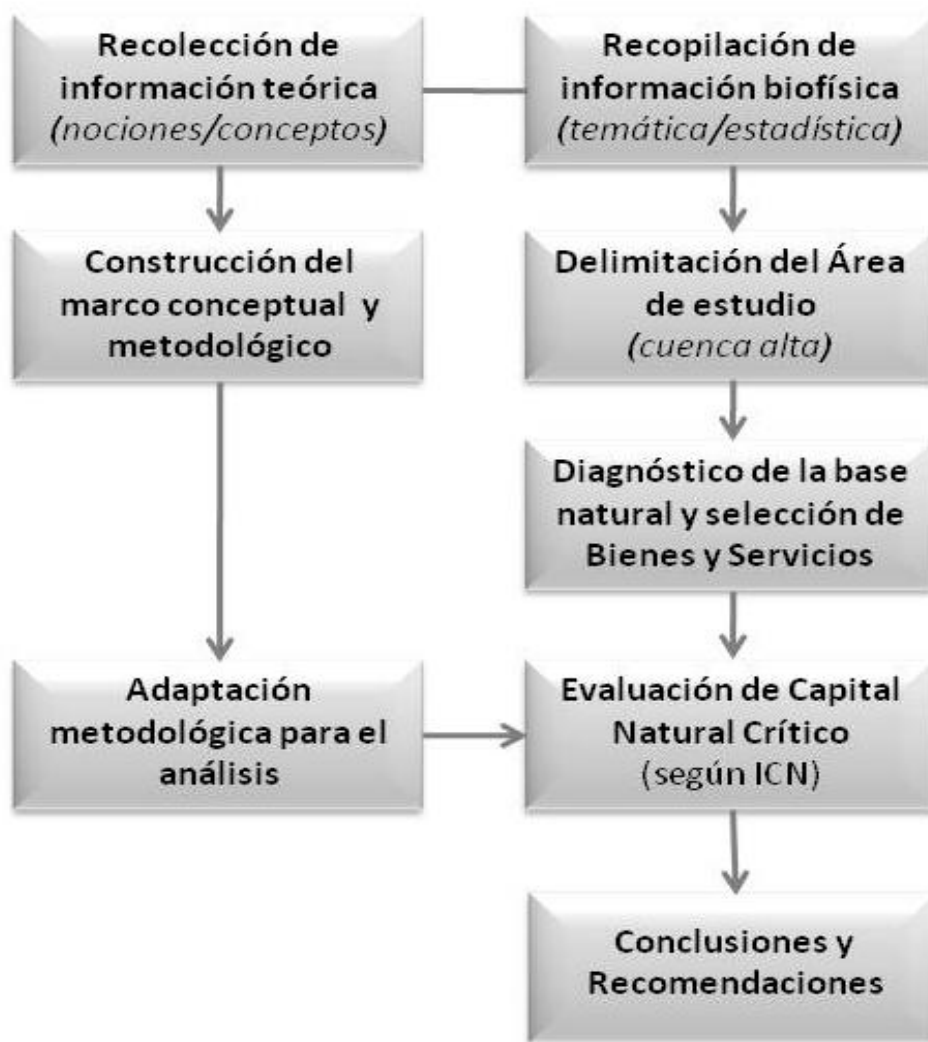 Recolección de
información teórica
(nociones/conceptos)
Recopilación de
información biofísica
(temática/estadística)
Construcción del
marco conceptual y
metodológico
Delimitación del Área
de estudio
(cuenca alta)
Diagnóstico de la base
natural y selección de
Bienes y Servicios
Adaptación
metodológica para el
análisis
Evaluación de Capital
Natural Crítico
(según ICN)
Conclusiones y
Recomendaciones